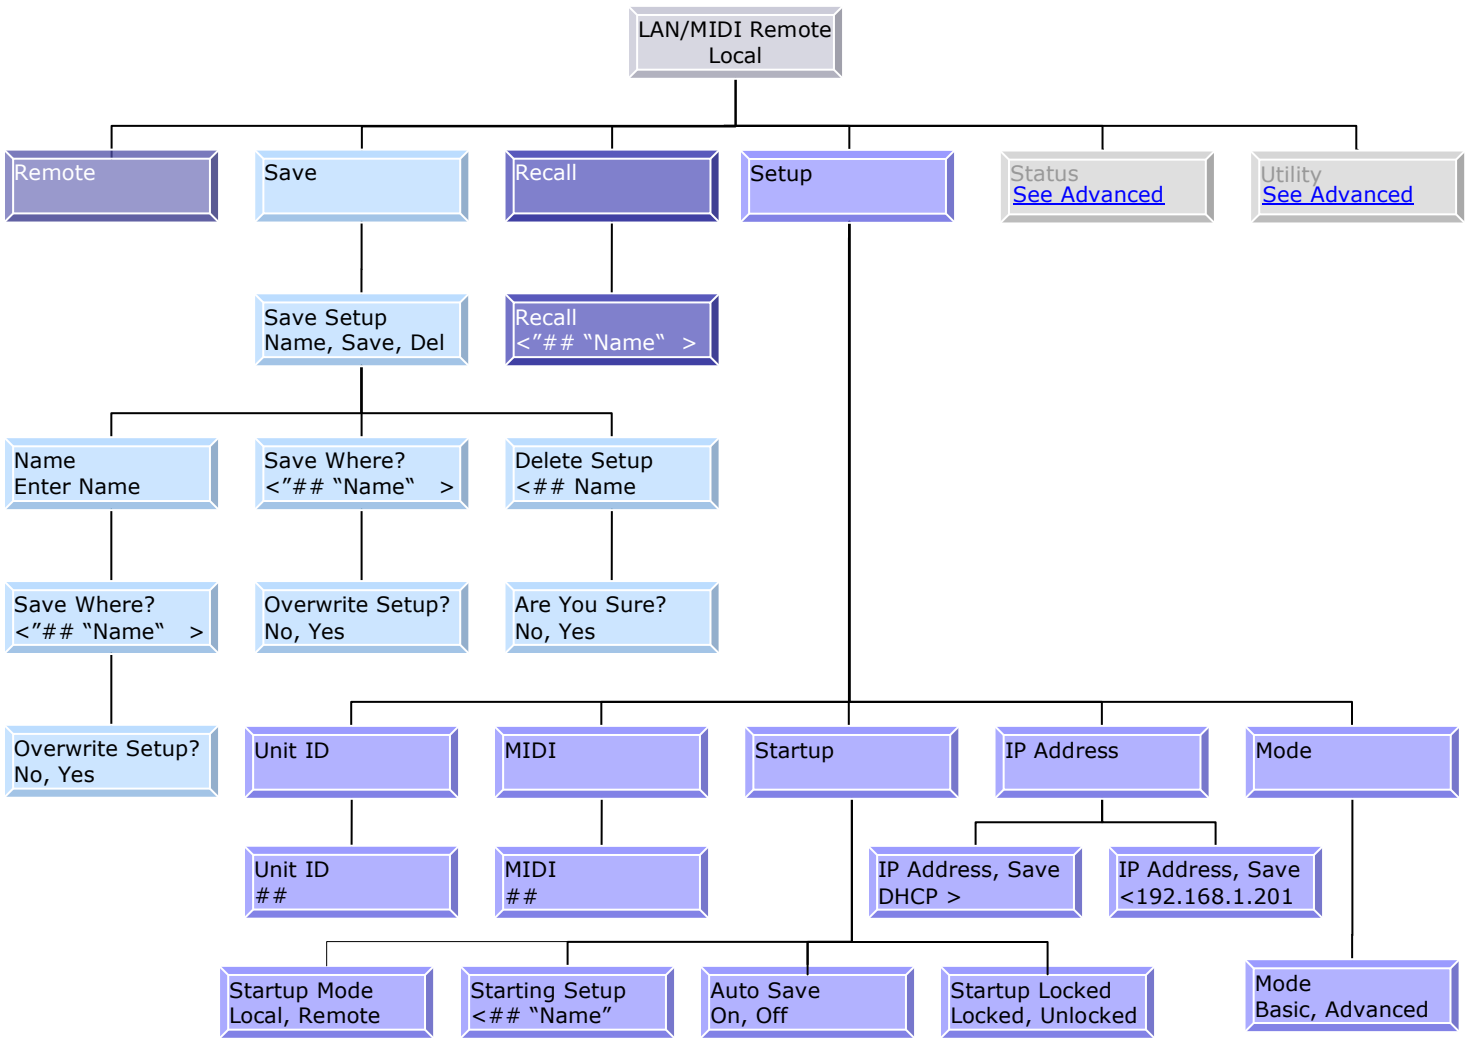 LAN/MIDI Remote
Local
Remote
Save
Recall
Setup
Status
See Advanced
Utility
See Advanced
Save Setup
Name, Save, Del
Recall
<”## “Name“ >
Name
Enter Name
Save Where?
<”## “Name“ >
Delete Setup
<## Name
Save Where?
<”## “Name“ >
Overwrite Setup?
No, Yes
Are You Sure?
No, Yes
Overwrite Setup?
No, Yes
Unit ID
MIDI
Startup
IP Address
Mode
Unit ID
##
MIDI
##
IP Address, Save
DHCP >
IP Address, Save
<192.168.1.201
Startup Mode
Local, Remote
Starting Setup
<## “Name”
Auto Save
On, Off
Startup Locked
Locked, Unlocked
Mode
Basic, Advanced